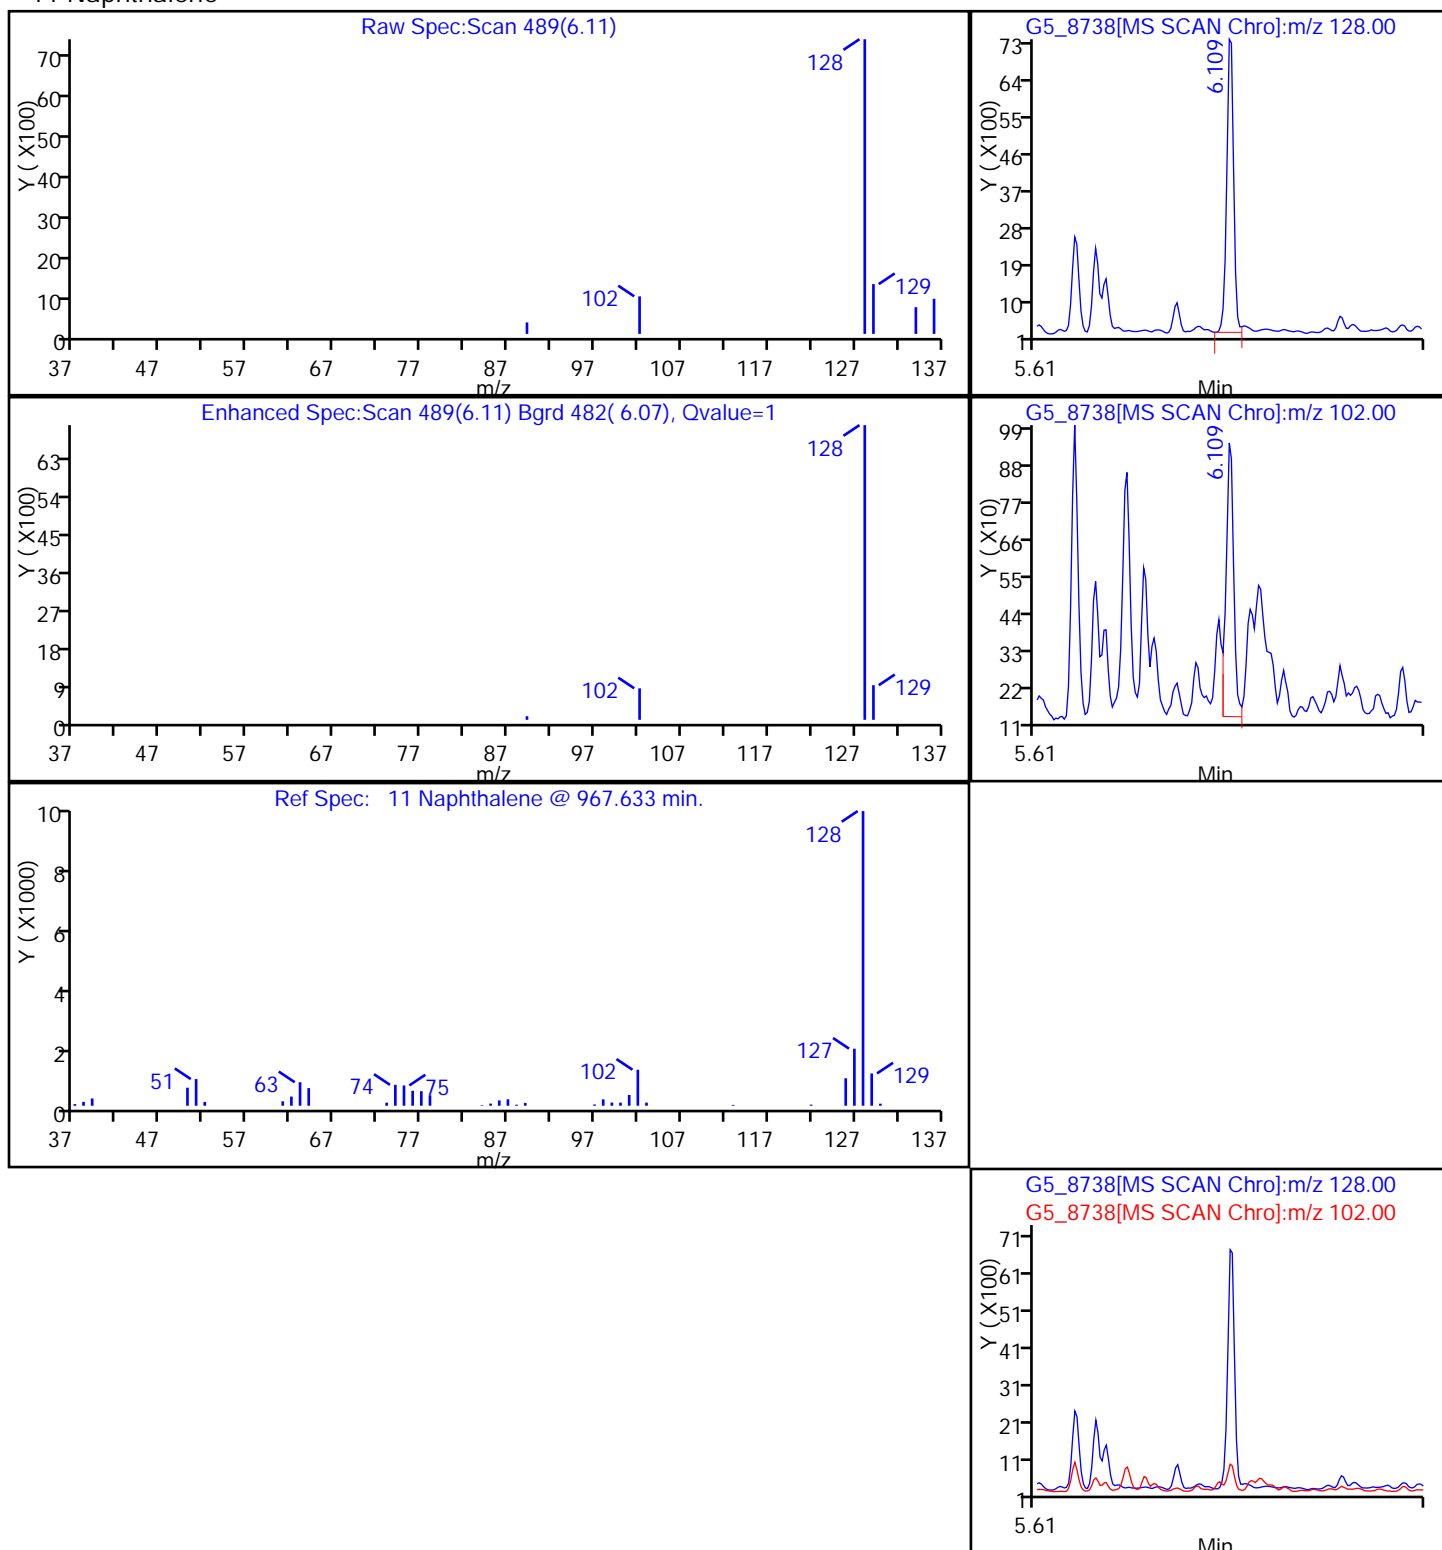 11 Naphthalene
Raw Spec:Scan 489(6.11)
Y ( X100)
70
60
50
40
30
20
10
0
128
102
129
37 47 57 67 77 87 97 107 117 127 137
m/z
G5_8738[MS SCAN Chro]:m/z 128.00
Y ( X100)
73
64
55
46
37
28
19
10
1
6.109
5.61
Min
Enhanced Spec:Scan 489(6.11) Bgrd 482( 6.07), Qvalue=1
Y ( X100)
63
54
45
36
27
18
9
0
128
102
129
37 47 57 67 77 87 97 107 117 127 137
m/z
G5_8738[MS SCAN Chro]:m/z 102.00
Y ( X10)
99
88
77
66
55
44
33
22
11
6.109
5.61
Min
Ref Spec: 11 Naphthalene @ 967.633 min.
Y ( X1000)
10
8
6
4
2
0
128
127
129
102
51
63
74
75
37 47 57 67 77 87 97 107 117 127 137
m/z
G5_8738[MS SCAN Chro]:m/z 128.00
G5_8738[MS SCAN Chro]:m/z 102.00
Y ( X100)
71
61
51
41
31
21
11
1
5.61
Min